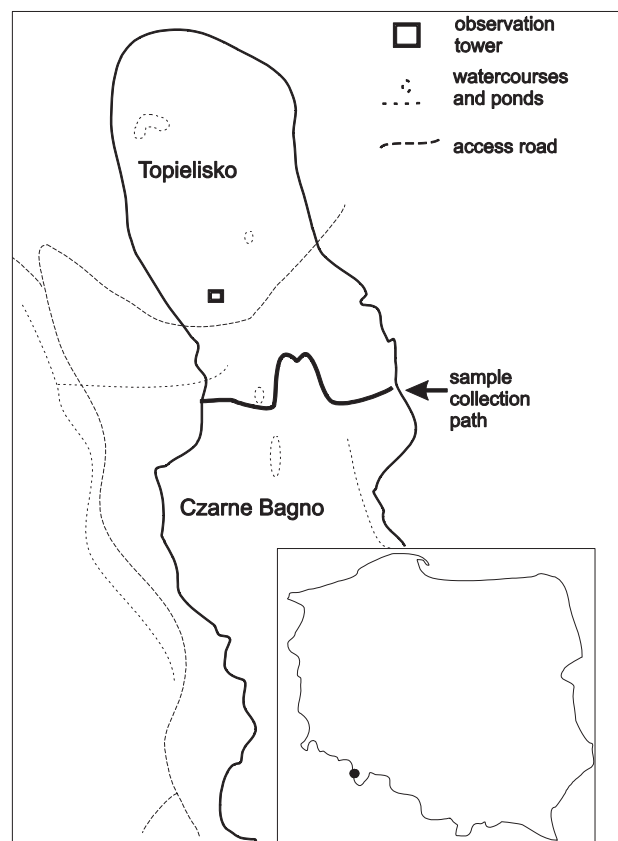 observation
tower
watercourses
and ponds
access road
Topielisko
sample
collection
path
Czarne Bagno